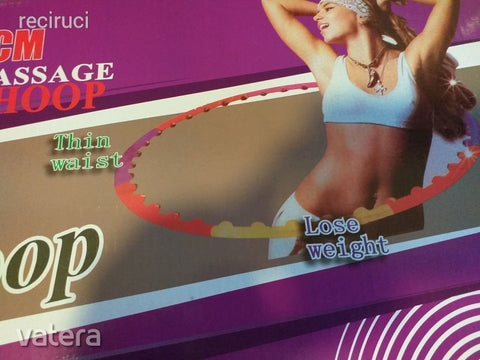 reciruci
CM
ASSAGE
HOOP
Thin
waist
Lose
weight
oop
vatera